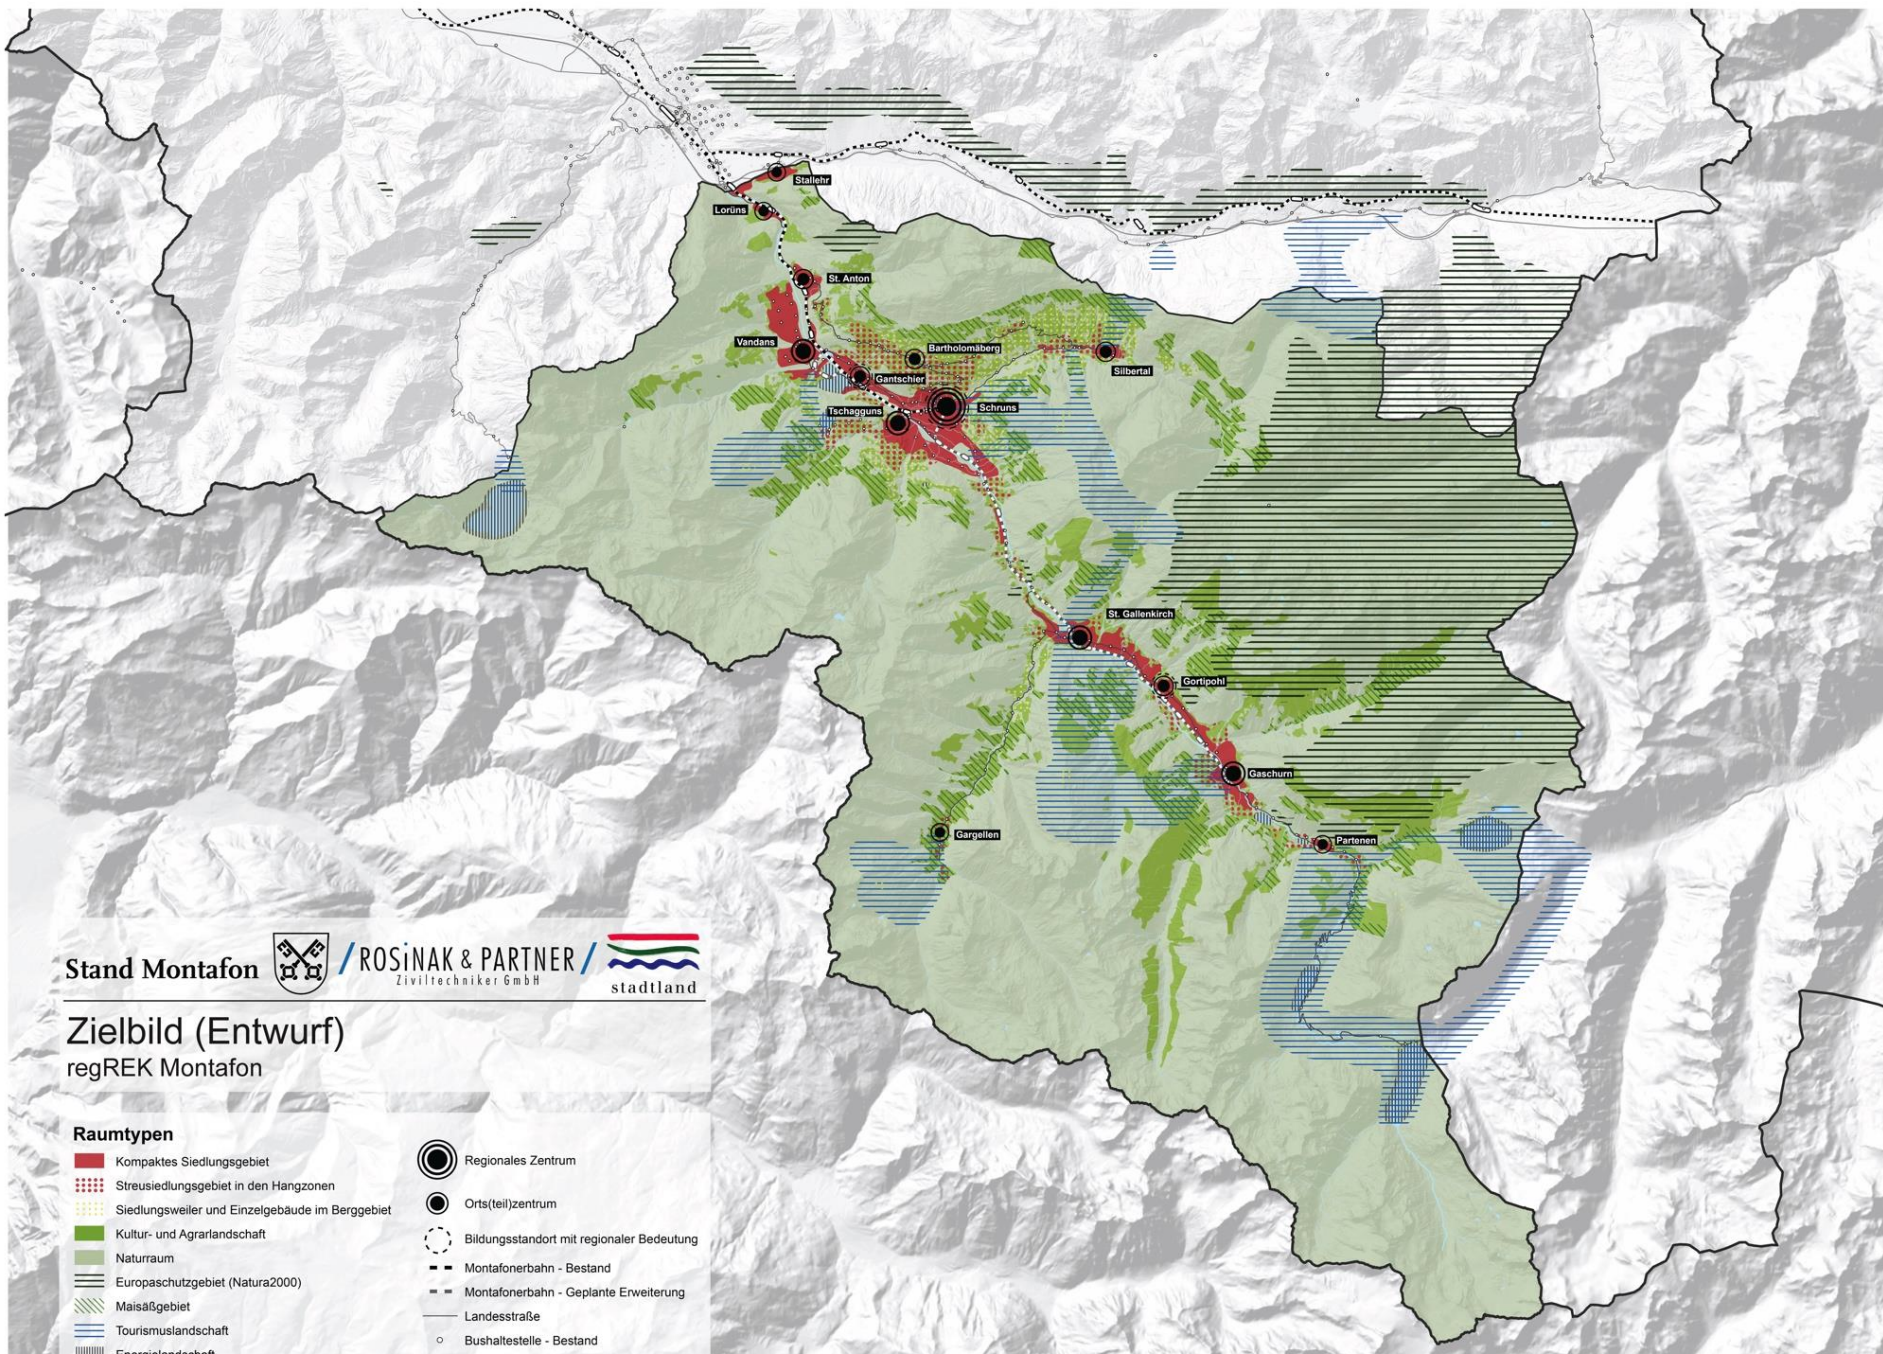 Stallehr
Lorüns
St. Anton
Vandans
Bartholomäberg
Silbertal
Gantschier
Tschagguns
Schruns
St. Gallenkirch
Gortipohl
Gaschurn
Gargellen
Partenen
Stand Montafon
/ ROSiNAK & PARTNER /
Ziviltechniker GmbH
stadtland
Zielbild (Entwurf)
regREK Montafon
Raumtypen
Kompaktes Siedlungsgebiet
Streusiedlungsgebiet in den Hangzonen
Siedlungsweiler und Einzelgebäude im Berggebiet
Kultur- und Agrarlandschaft
Naturraum
Europaschutzgebiet (Natura2000)
Maisäßgebiet
Tourismuslandschaft
Energielandschaft
Regionales Zentrum
Orts(teil)zentrum
Bildungsstandort mit regionaler Bedeutung
Montafonerbahn - Bestand
Montafonerbahn - Geplante Erweiterung
Landesstraße
Bushaltestelle - Bestand